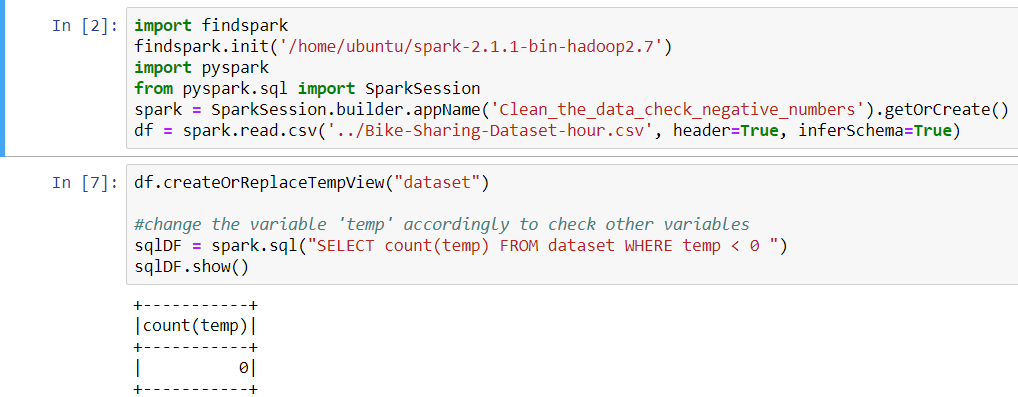 In [2]: import findspark
findspark.init('/home/ubuntu/spark-2.1.1-bin-hadoop2.7')
import pyspark
from pyspark.sql import SparkSession
spark = SparkSession.builder.appName('Clean_the_data_check_negative_numbers').getOrCreate()
df = spark.read.csv('../Bike-Sharing-Dataset-hour.csv', header=True, inferSchema=True)
In [7]: df.createOrReplaceTempView("dataset")
#change the variable 'temp' accordingly to check other variables
sqlDF = spark.sql("SELECT count(temp) FROM dataset WHERE temp < 0 ")
sqlDF.show()
+-----------+
|count(temp)|
+-----------+
|          0|
+-----------+